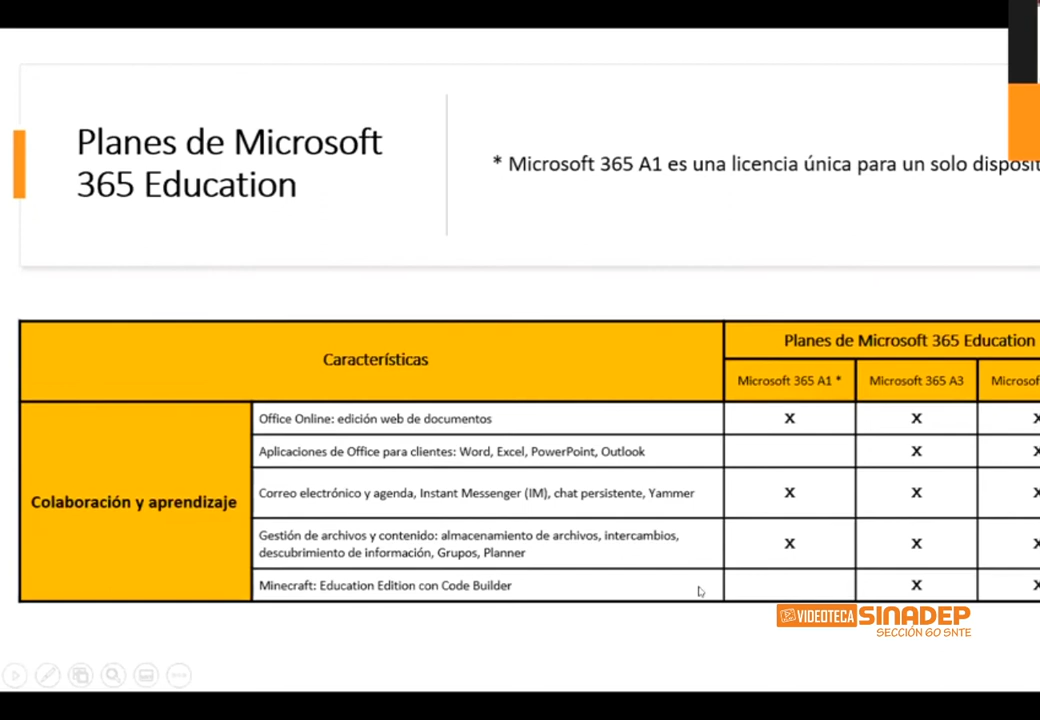 Planes de Microsoft
365 Education
* Microsoft 365 A1 es una licencia única para un solo
Características
Planes de Microsoft 365 Education
Microsoft 365 A1 *
Microsoft 365 A3
Colaboración y aprendizaje
Office Online: edición web de documentos
X X X
Aplicaciones de Office para clientes: Word, Excel, PowerPoint, Outlook
X X
Correo electrónico y agenda, Instant Messenger (IM), chat persistente, Yammer
X X X
Gestión de archivos y contenido: almacenamiento de archivos, intercambios,
descubrimiento de información, Grupos, Planner
X X X
Minecraft: Education Edition con Code Builder
X X
VIDEOTECA SINADEP
SECCIÓN 60 SNTE